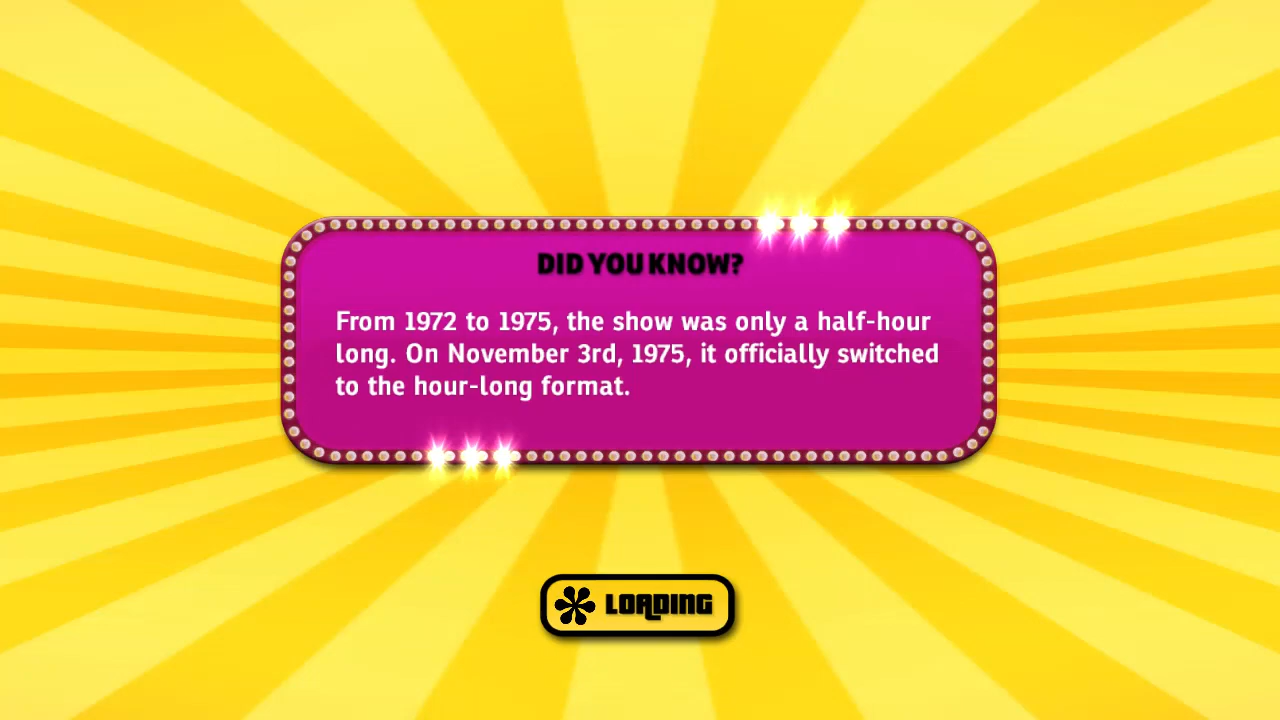 DID YOU KNOW?
From 1972 to 1975, the show was only a half-hour
long. On November 3rd, 1975, it officially switched
to the hour-long format.
LOADING